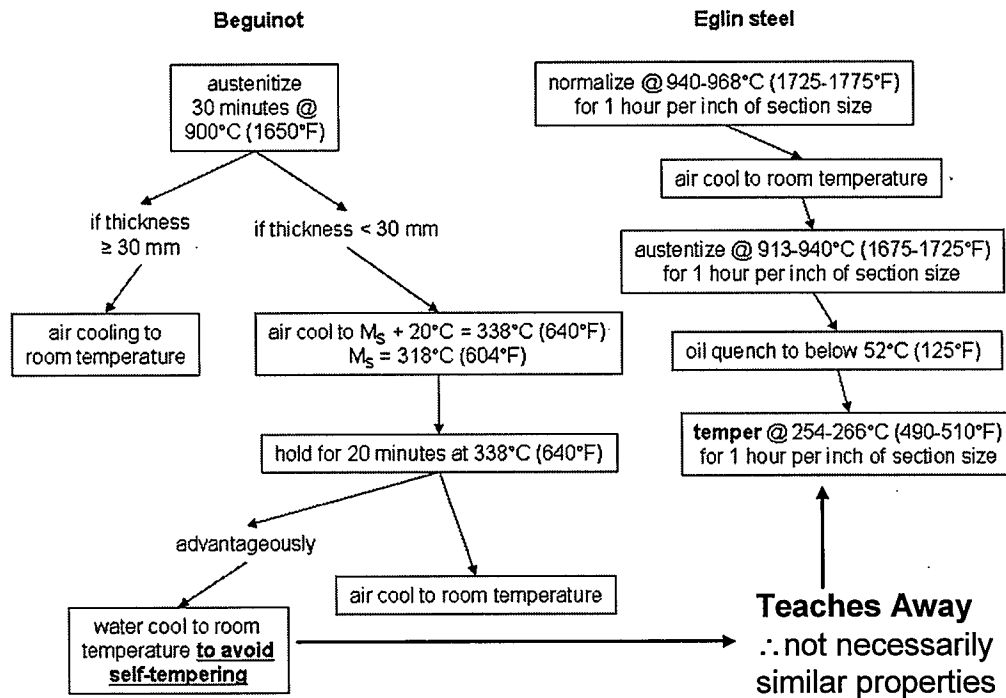 Beguinot
austenitize
30 minutes @
900°C (1650°F)
if thickness
≥ 30 mm
if thickness < 30 mm
air cooling to
room temperature
air cool to Ms + 20°C = 338°C (640°F)
Ms = 318°C (604°F)
hold for 20 minutes at 338°C (640°F)
advantageously
air cool to room temperature
water cool to room
temperature to avoid
self-tempering
Eglin steel
normalize @ 940-968°C (1725-1775°F)
for 1 hour per inch of section size
air cool to room temperature
austentize @ 913-940°C (1675-1725°F)
for 1 hour per inch of section size
oil quench to below 52°C (125°F)
temper @ 254-266°C (490-510°F)
for 1 hour per inch of section size
Teaches Away
∴ not necessarily
similar properties